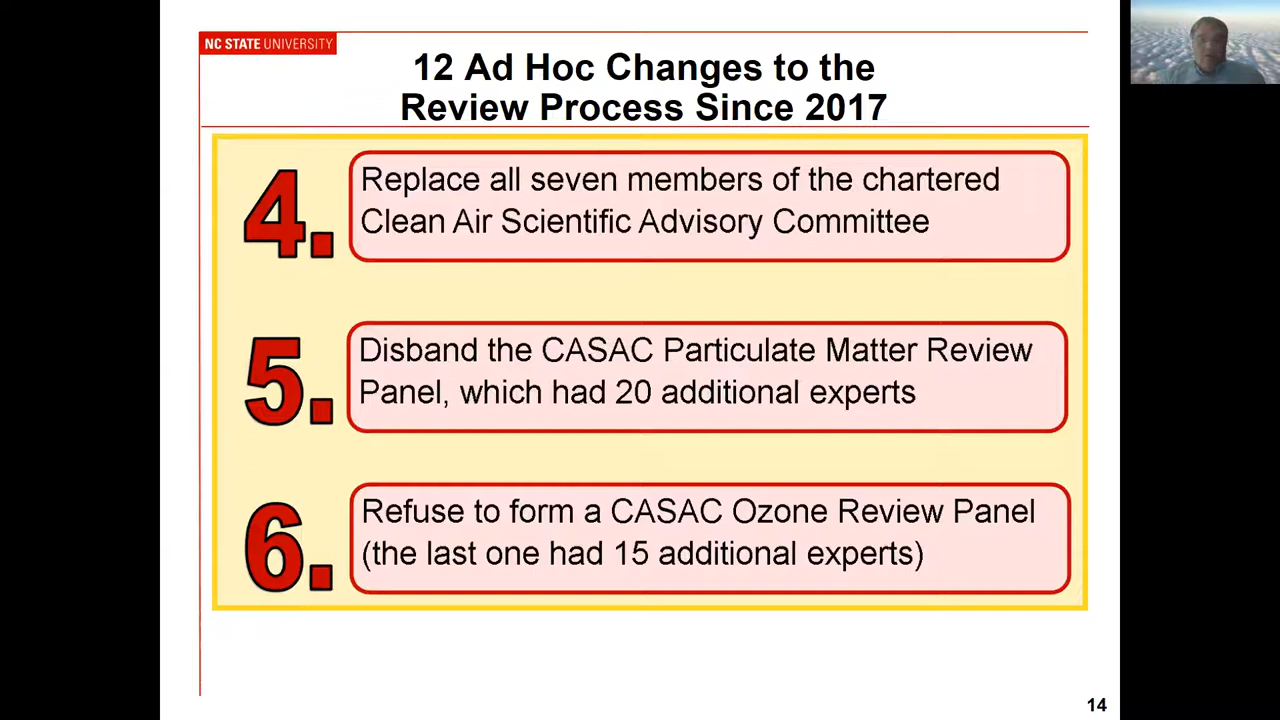 NC STATE UNIVERSITY
12 Ad Hoc Changes to the
Review Process Since 2017
4.
Replace all seven members of the chartered
Clean Air Scientific Advisory Committee
5.
Disband the CASAC Particulate Matter Review
Panel, which had 20 additional experts
6.
Refuse to form a CASAC Ozone Review Panel
(the last one had 15 additional experts)
14